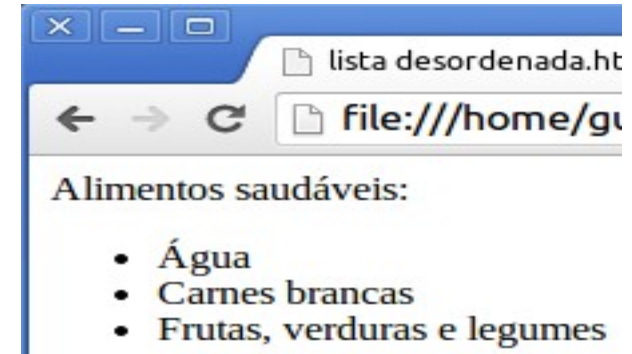 lista desordenada.ht
file:///home/gu
Alimentos saudáveis:
• Água
• Carnes brancas
• Frutas, verduras e legumes